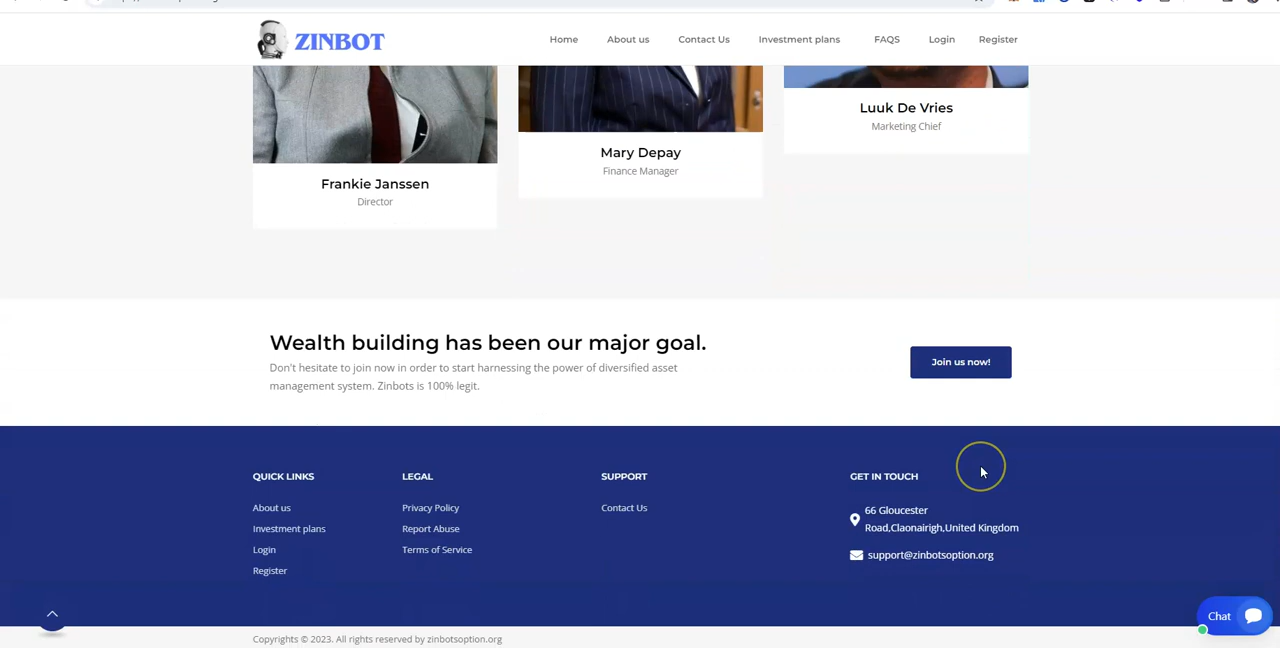 ZINBOT
Home About us Contact Us Investment plans FAQS Login Register
Luuk De Vries
Marketing Chief
Mary Depay
Finance Manager
Frankie Janssen
Director
Wealth building has been our major goal.
Don't hesitate to join now in order to start harnessing the power of diversified asset
management system. Zinbots is 100% legit.
Join us now!
QUICK LINKS
About us
Investment plans
Login
Register
LEGAL
Privacy Policy
Report Abuse
Terms of Service
SUPPORT
Contact Us
GET IN TOUCH
66 Gloucester
Road,Claonairigh,United Kingdom
support@zinbotsoption.org
Chat
Copyrights © 2023. All rights reserved by zinbotsoption.org